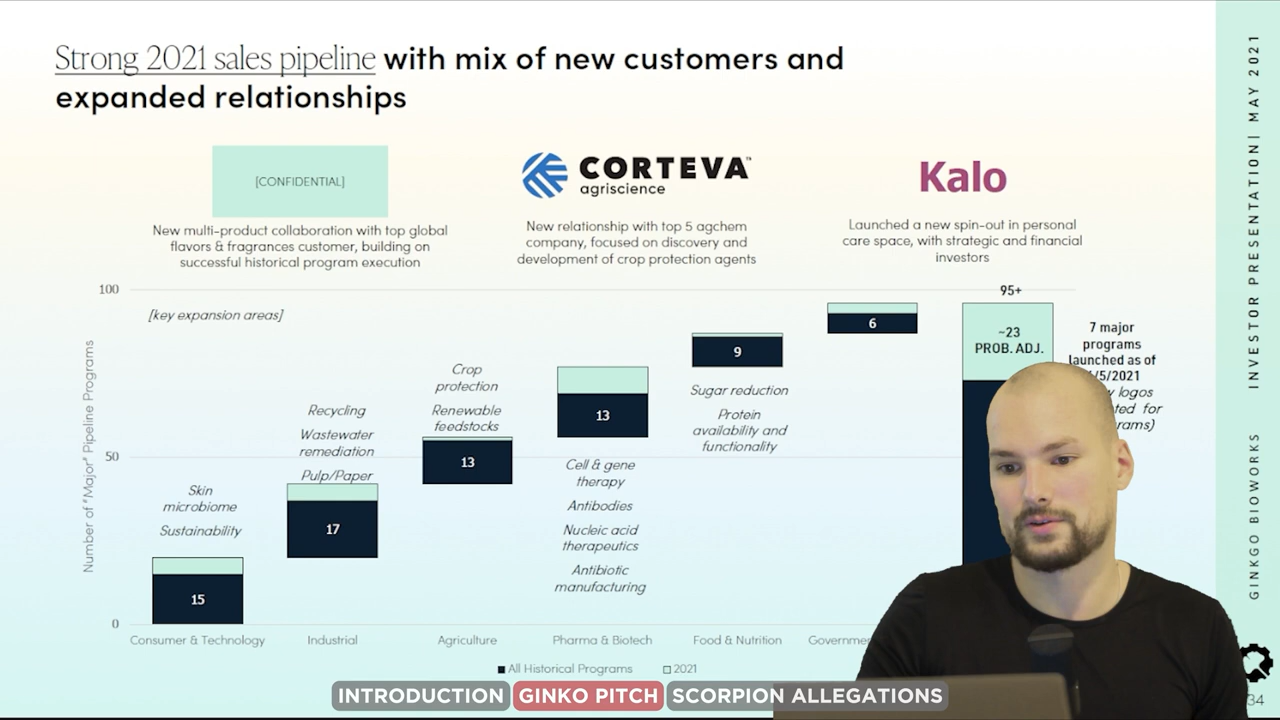 Strong 2021 sales pipeline with mix of new customers and
expanded relationships
[CONFIDENTIAL]
New multi-product collaboration with top global
flavors & fragrances customer, building on
successful historical program execution
CORTEVA™
agriscience
New relationship with top 5 agchem
company, focused on discovery and
development of crop protection agents
Kalo
Launched a new spin-out in personal
care space, with strategic and financial
investors
Number of "Major" Pipeline Programs
100
50
0
[key expansion areas]
Skin
microbiome
Sustainability
15
Consumer & Technology
Recycling
Wastewater
remediation
Pulp/Paper
17
Industrial
Crop
protection
Renewable
feedstocks
13
Agriculture
13
Cell & gene
therapy
Antibodies
Nucleic acid
therapeutics
Antibiotic
manufacturing
Pharma & Biotech
9
Sugar reduction
Protein
availability and
functionality
Food & Nutrition
6
95+
~23
PROB. ADJ.
7 major
programs
launched as of
/5/2021
logos
for
All Historical Programs
2021
INTRODUCTION
GINKO PITCH
SCORPION ALLEGATIONS
GINKGO BIOWORKS
INVESTOR PRESENTATION | MAY 2021
34